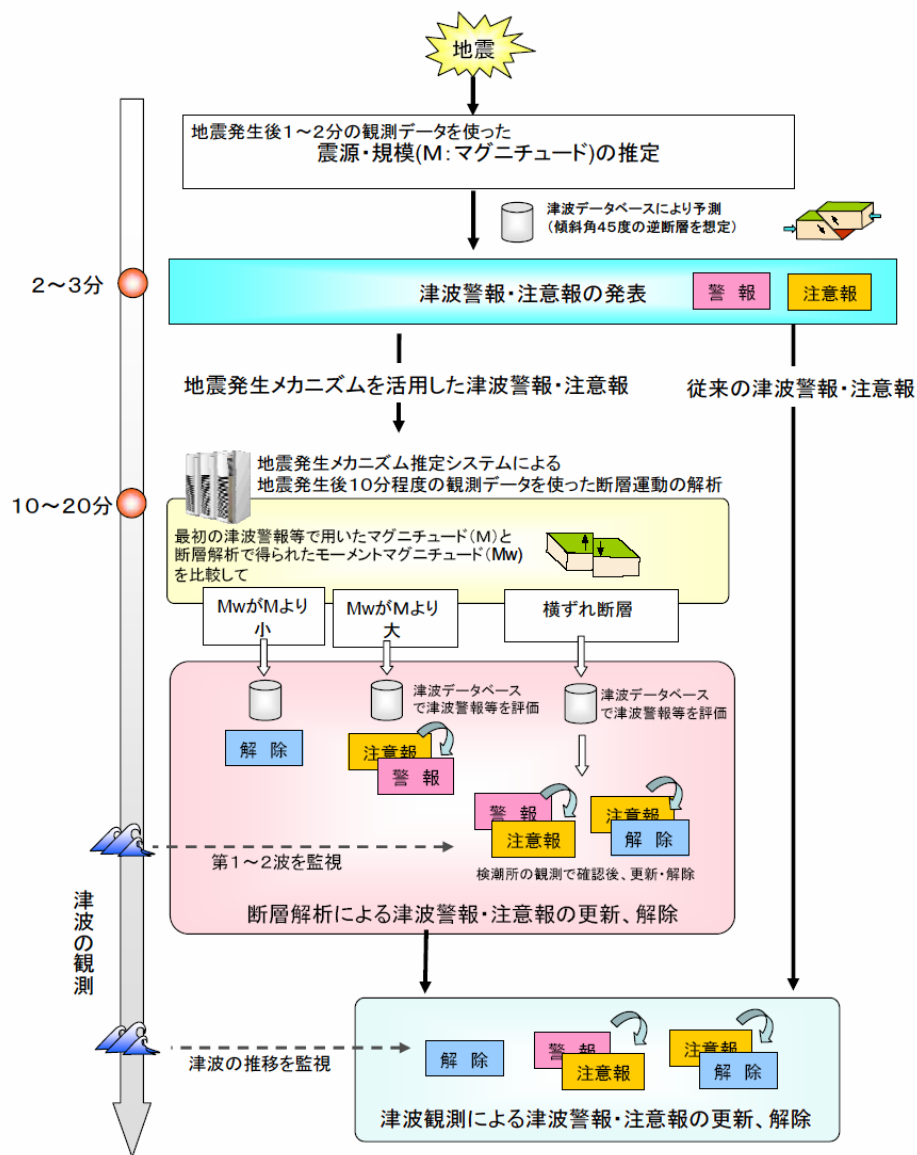 地震
地震発生後1～2分の観測データを使った
震源・規模(M:マグニチュード)の推定
津波データベースにより予測
(傾斜角45度の逆断層を想定)
2～3分
津波警報・注意報の発表
警 報
注意報
地震発生メカニズムを活用した津波警報・注意報
従来の津波警報・注意報
地震発生メカニズム推定システムによる
地震発生後10分程度の観測データを使った断層運動の解析
10～20分
最初の津波警報等で用いたマグニチュード(M)と
断層解析で得られたモーメントマグニチュード(Mw)
を比較して
MwがMより
小
MwがMより
大
横ずれ断層
津波データベース
で津波警報等を評価
津波データベース
で津波警報等を評価
解 除
注意報
警 報
警 報
注意報
注意報
解 除
第1～2波を監視
検潮所の観測で確認後、更新・解除
断層解析による津波警報・注意報の更新、解除
津波の観測
津波の推移を監視
解 除
警 報
注意報
注意報
解 除
津波観測による津波警報・注意報の更新、解除